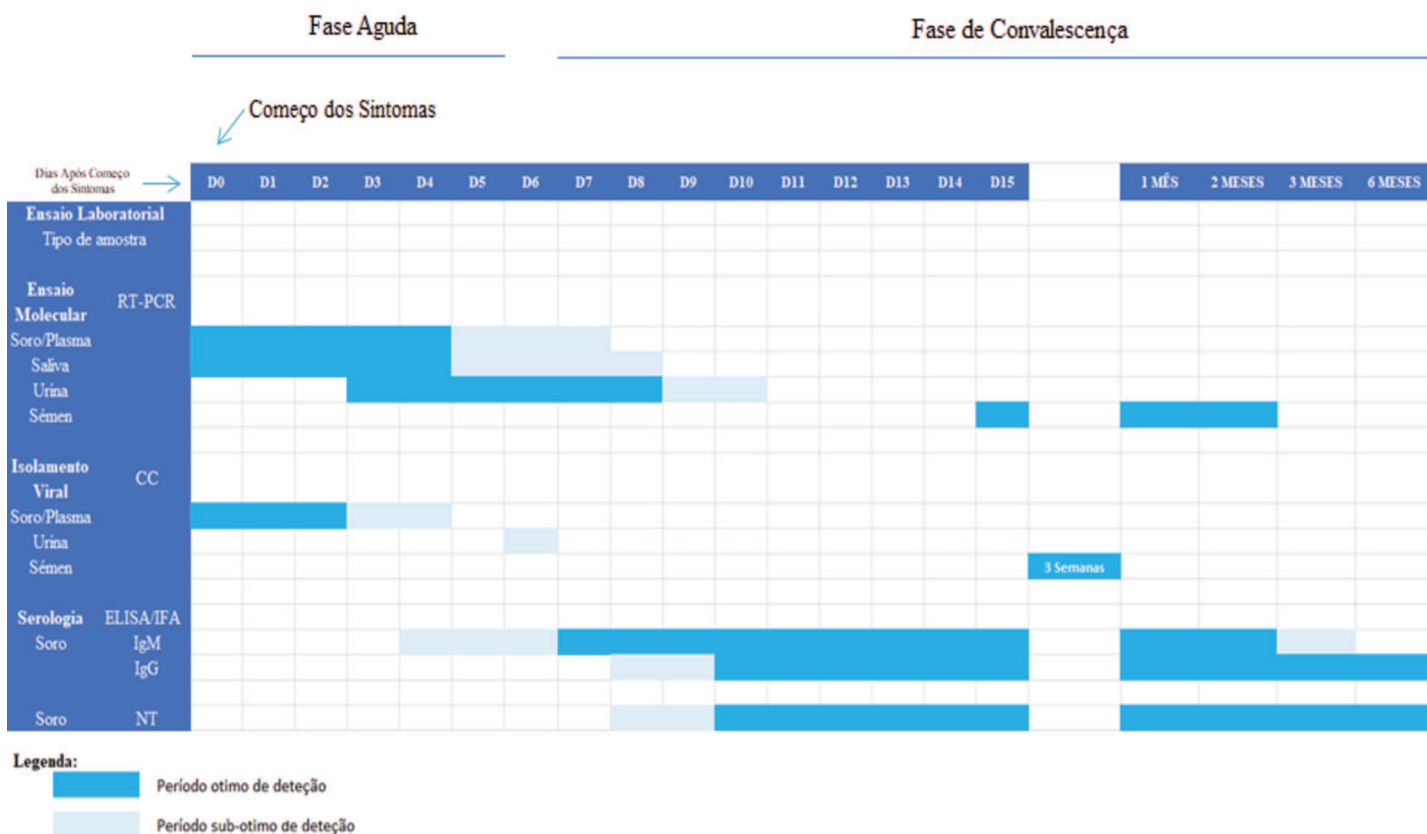 Fase Aguda
Fase de Convalescença
Começo dos Sintomas
Dias Após Começo
dos Sintomas
D0 D1 D2 D3 D4 D5 D6 D7 D8 D9 D10 D11 D12 D13 D14 D15 1 MÊS 2 MESES 3 MESES 6 MESES
Ensaio Laboratorial
Tipo de amostra
Ensaio
Molecular
RT-PCR
Soro/Plasma
Saliva
Urina
Sémen
Isolamento
Viral
CC
Soro/Plasma
Urina
Sémen
3 Semanas
Serologia ELISA/IFA
Soro IgM
IgG
Soro NT
Legenda:
Período otimo de deteção
Período sub-otimo de deteção